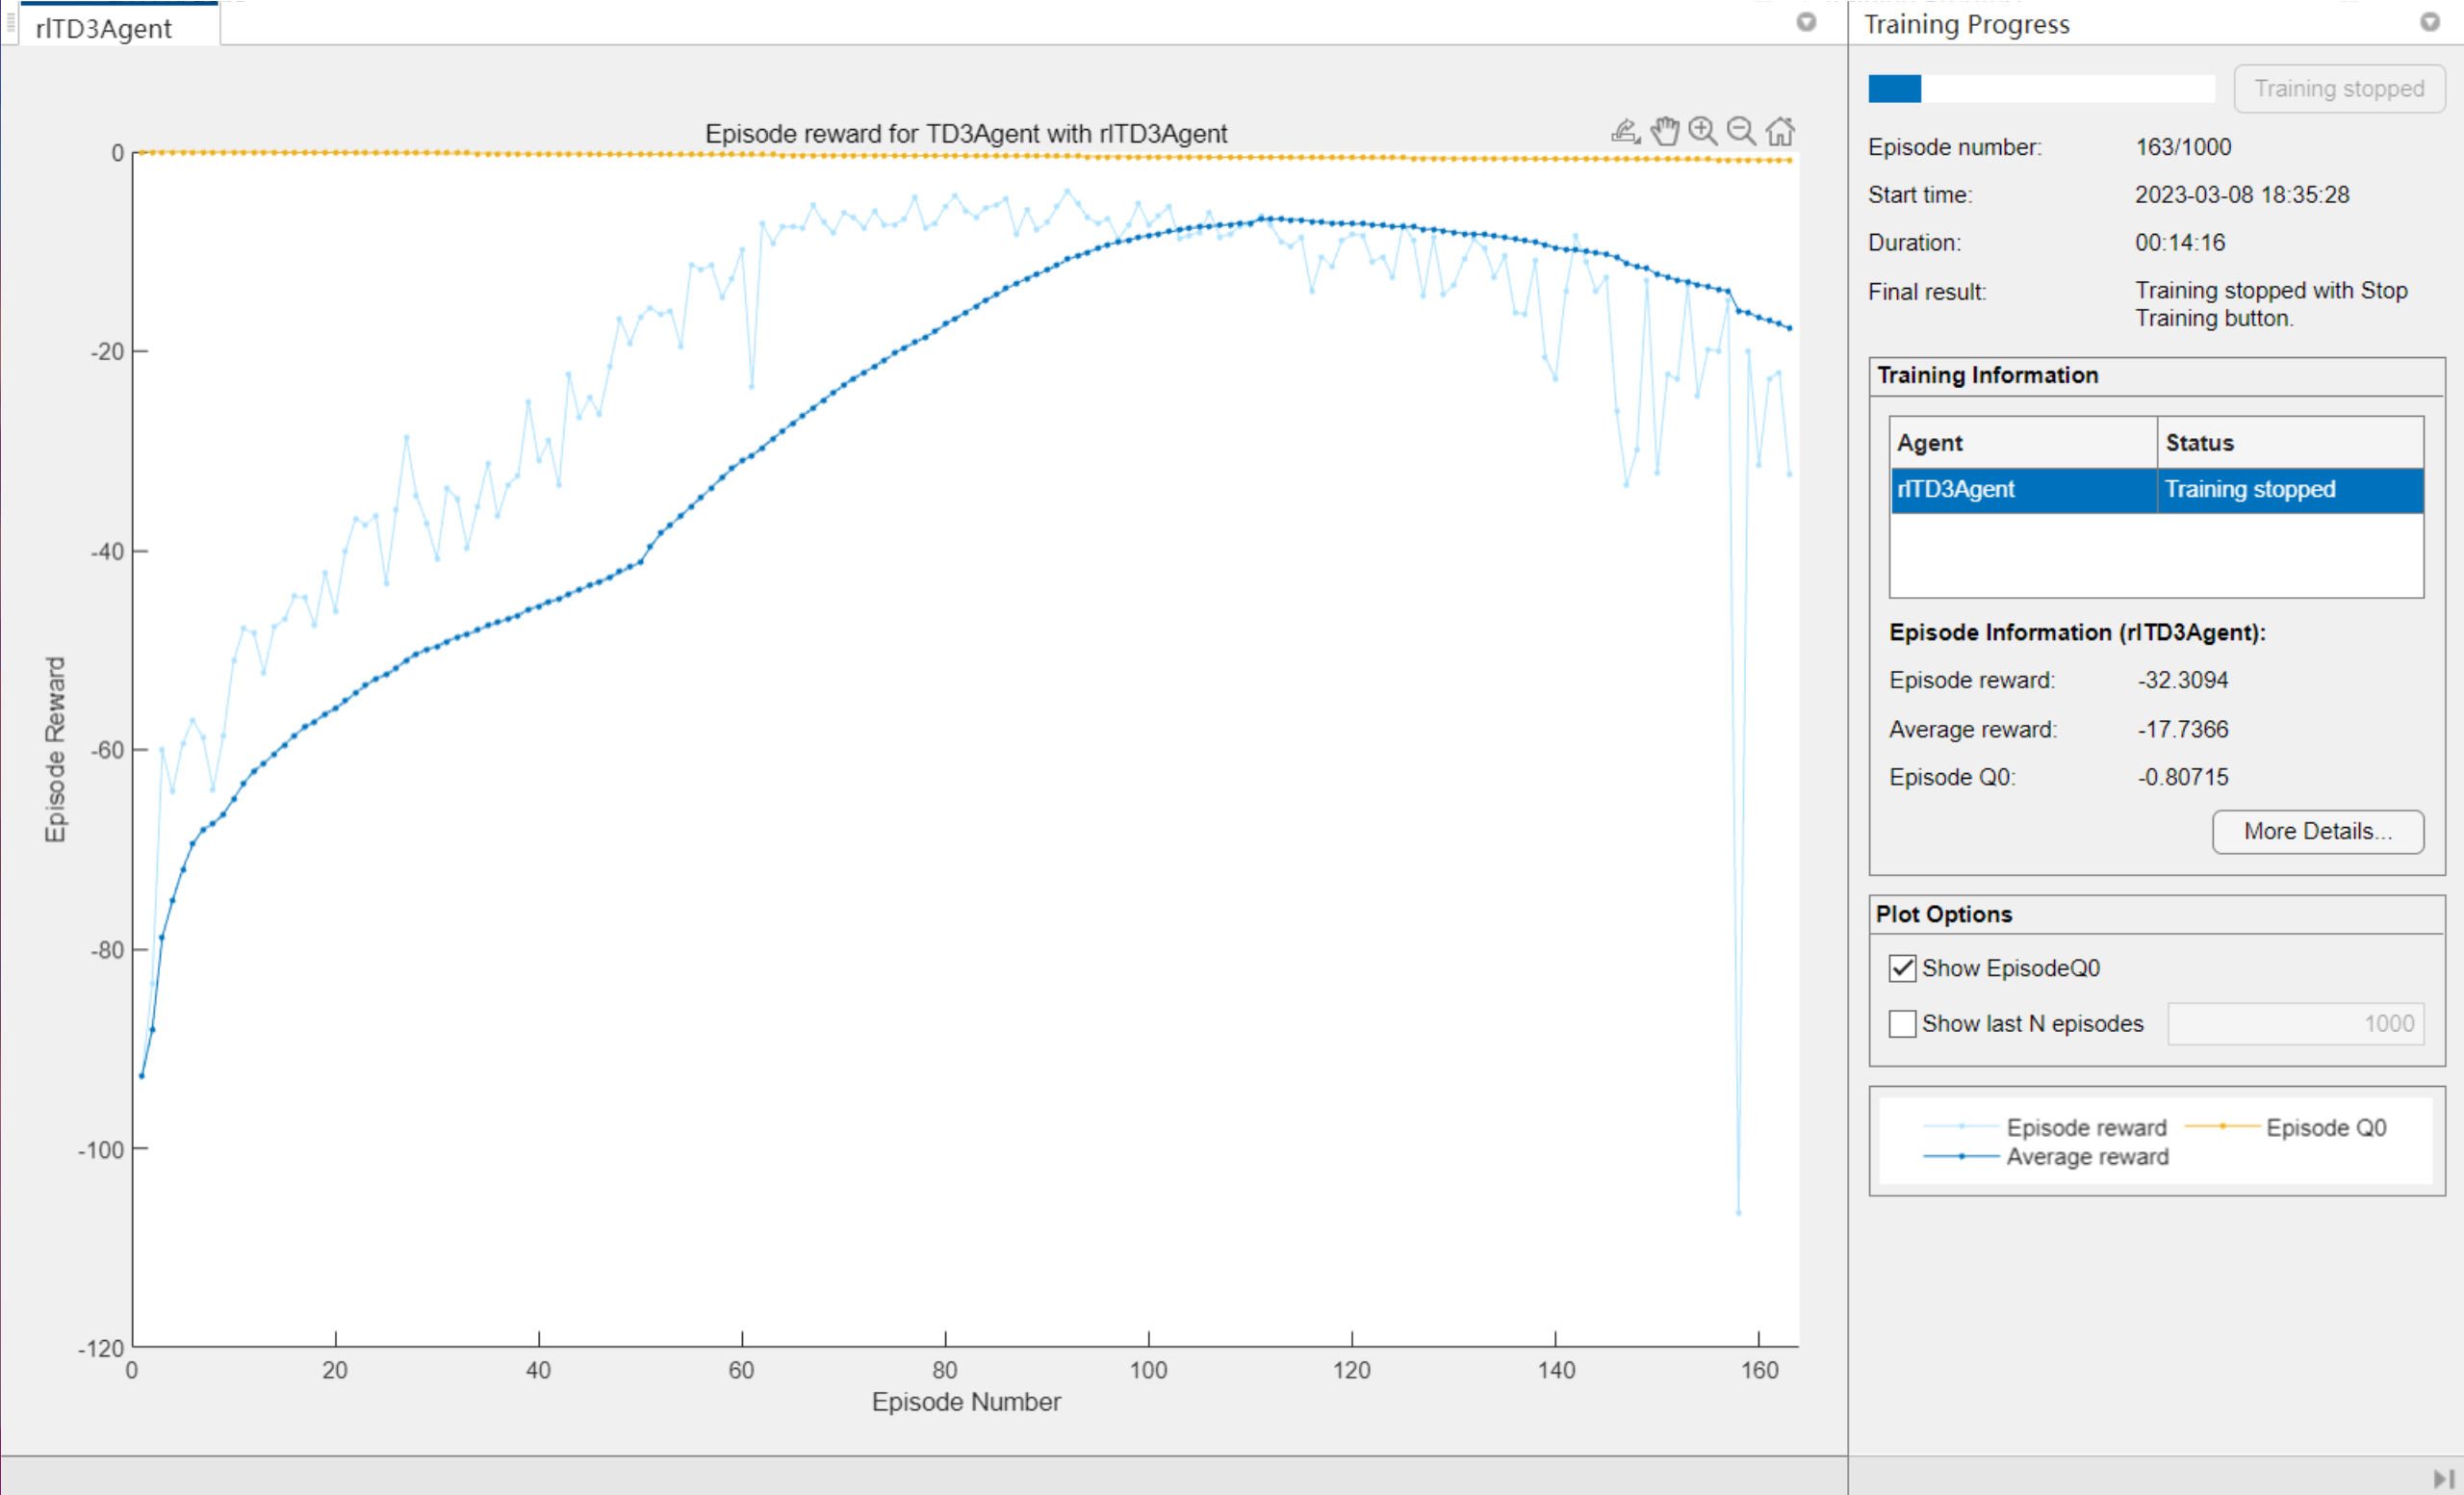 rlTD3Agent
Episode reward for TD3Agent with rlTD3Agent
0
-20
-40
-60
-80
-100
-120
Episode Reward
0 20 40 60 80 100 120 140 160
Episode Number
Training Progress
Training stopped
Episode number: 163/1000
Start time: 2023-03-08 18:35:28
Duration: 00:14:16
Final result: Training stopped with Stop
Training button.
Training Information
Agent Status
rlTD3Agent Training stopped
Episode Information (rlTD3Agent):
Episode reward: -32.3094
Average reward: -17.7366
Episode Q0: -0.80715
More Details...
Plot Options
Show EpisodeQ0
Show last N episodes 1000
Episode reward Episode Q0
Average reward